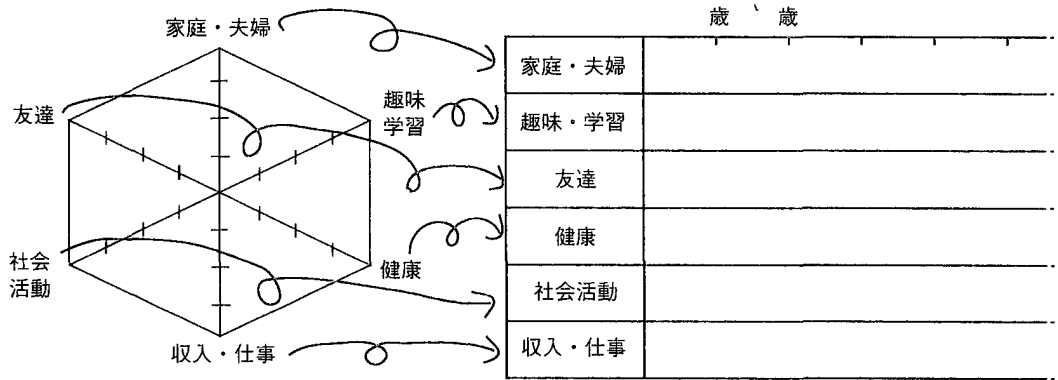 家庭・夫婦
友達
趣味
学習
社会
活動
健康
収入・仕事
歳 歳
家庭・夫婦
趣味・学習
友達
健康
社会活動
収入・仕事